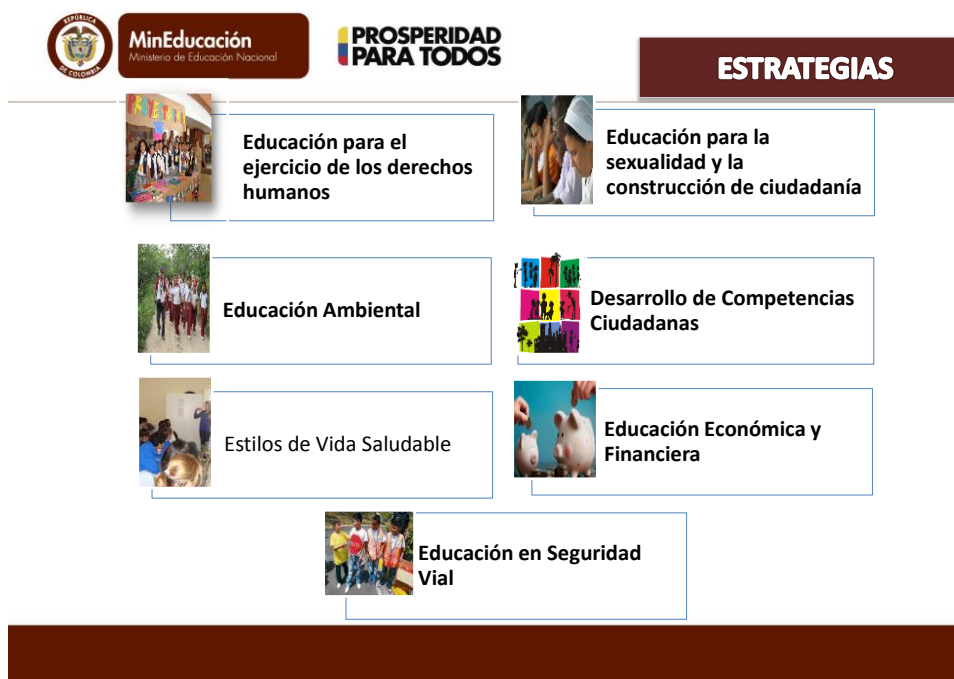 REPÚBLICA
DE COLOMBIA
MinEducación
Ministerio de Educación Nacional
PROSPERIDAD
PARA TODOS
ESTRATEGIAS
Educación para el
ejercicio de los derechos
humanos
Educación para la
sexualidad y la
construcción de ciudadanía
Educación Ambiental
Desarrollo de Competencias
Ciudadanas
Estilos de Vida Saludable
Educación Económica y
Financiera
Educación en Seguridad
Vial